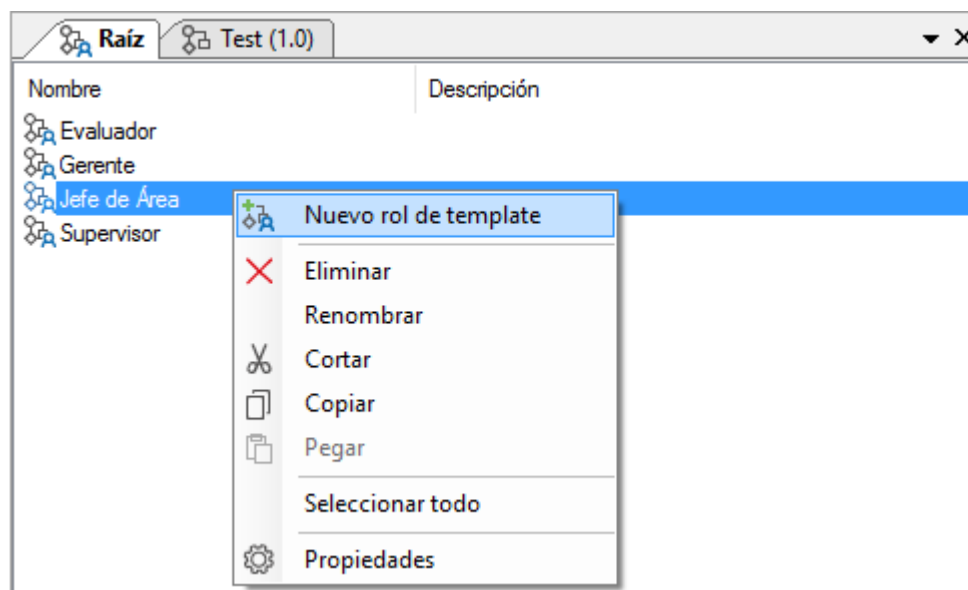 Raíz Test (1.0)
Nombre Descripción
Evaluador
Gerente
Jefe de Área
Supervisor
Nuevo rol de template
Eliminar
Renombrar
Cortar
Copiar
Pegar
Seleccionar todo
Propiedades